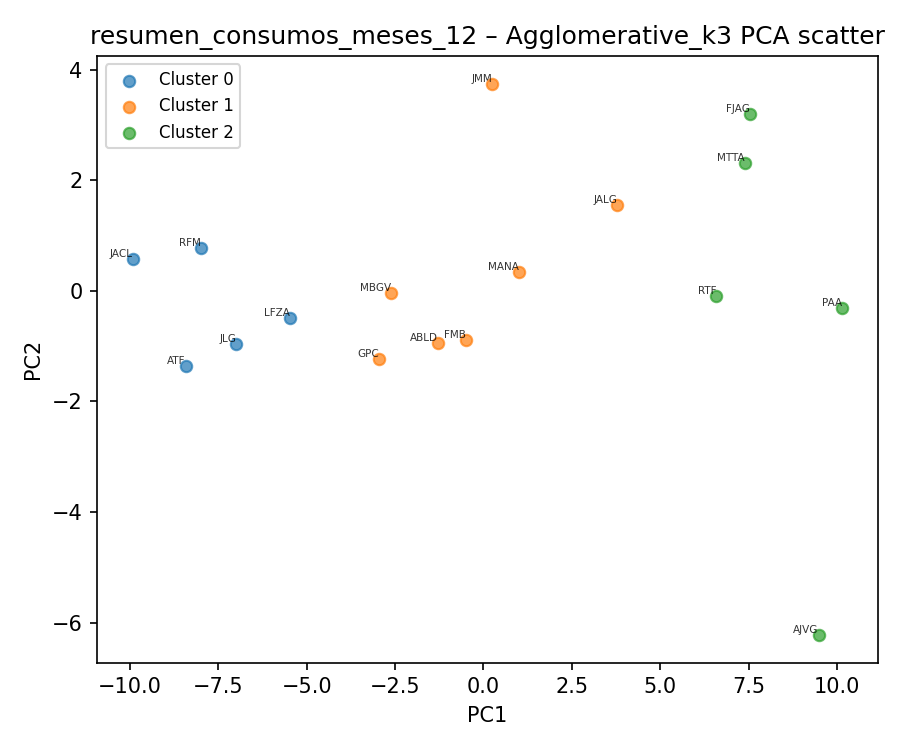 resumen_consumos_meses_12 – Agglomerative_k3 PCA scatter
Cluster 0
Cluster 1
Cluster 2
JMM
FJAG
MTTA
JALG
JACL
RFM
MANA
MBGV
RTF
PAA
LFZA
JLG
ABLD
FMB
GPC
ATF
AJVG
4
2
0
−2
−4
−6
PC2
−10.0
−7.5
−5.0
−2.5
0.0
2.5
5.0
7.5
10.0
PC1